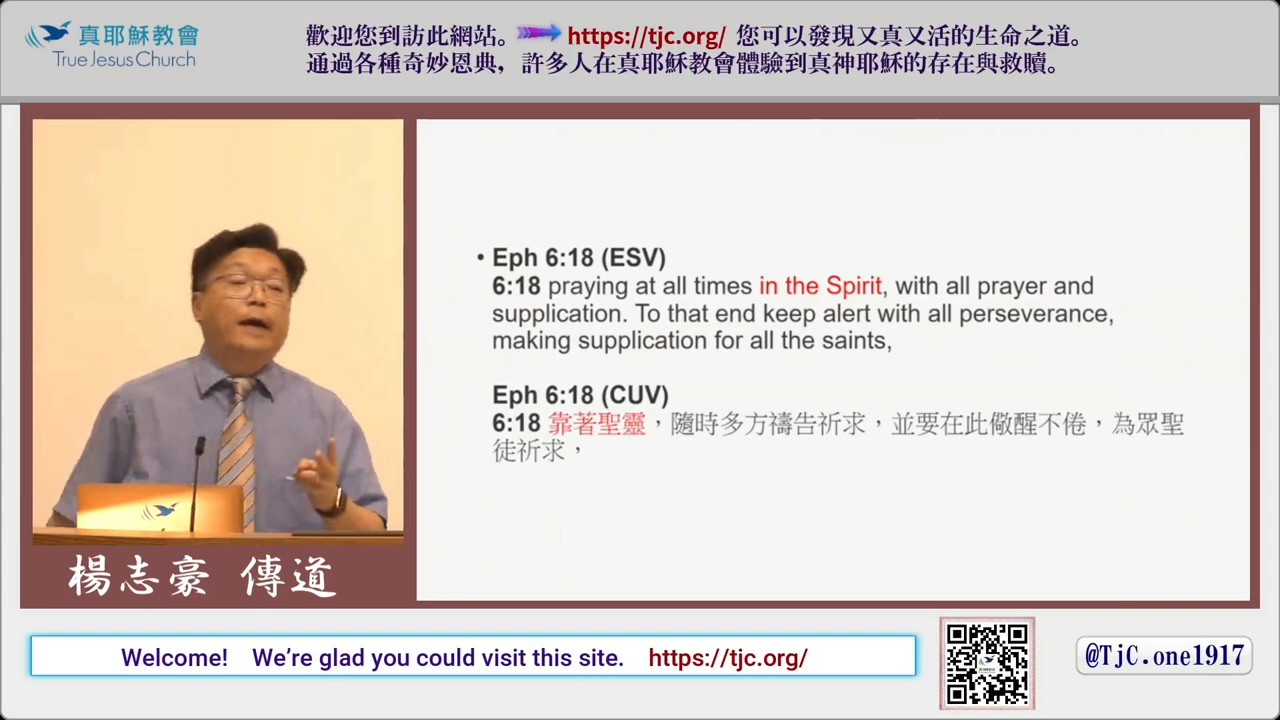 真耶穌教會
True Jesus Church
歡迎您到訪此網站。 https://tjc.org/ 您可以發現又真又活的生命之道。
通過各種奇妙恩典，許多人在真耶穌教會體驗到真神耶穌的存在與救贖。
• Eph 6:18 (ESV)
6:18 praying at all times in the Spirit, with all prayer and
supplication. To that end keep alert with all perseverance,
making supplication for all the saints,
Eph 6:18 (CUV)
6:18 靠著聖靈，隨時多方禱告祈求，並要在此儆醒不倦，為眾聖
徒祈求，
楊志豪 傳道
Welcome! We’re glad you could visit this site. https://tjc.org/
@TjC.one1917